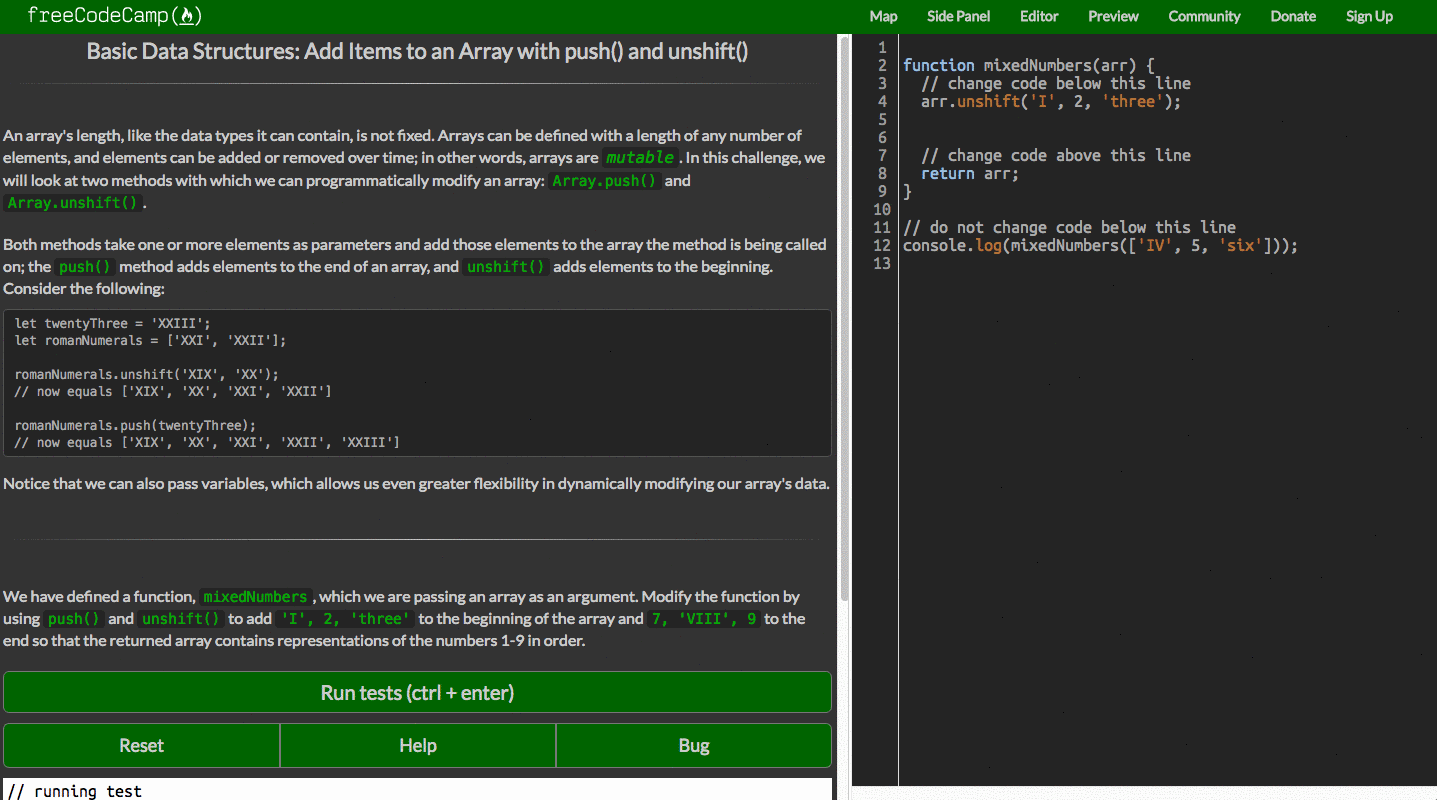 freeCodeCamp(🔥)
Map Side Panel Editor Preview Community Donate Sign Up
Basic Data Structures: Add Items to an Array with push() and unshift()
An array's length, like the data types it can contain, is not fixed. Arrays can be defined with a length of any number of
elements, and elements can be added or removed over time; in other words, arrays are mutable. In this challenge, we
will look at two methods with which we can programmatically modify an array: Array.push() and
Array.unshift().
Both methods take one or more elements as parameters and add those elements to the array the method is being called
on; the push() method adds elements to the end of an array, and unshift() adds elements to the beginning.
Consider the following:
let twentyThree = 'XXIII';
let romanNumerals = ['XXI', 'XXII'];
romanNumerals.unshift('XIX', 'XX');
// now equals ['XIX', 'XX', 'XXI', 'XXII']
romanNumerals.push(twentyThree);
// now equals ['XIX', 'XX', 'XXI', 'XXII', 'XXIII']
Notice that we can also pass variables, which allows us even greater flexibility in dynamically modifying our array's data.
We have defined a function, mixedNumbers, which we are passing an array as an argument. Modify the function by
using push() and unshift() to add 'I', 2, 'three' to the beginning of the array and 7, 'VIII', 9 to the
end so that the returned array contains representations of the numbers 1-9 in order.
Run tests (ctrl + enter)
Reset Help Bug
// running test
1
2 function mixedNumbers(arr) {
3 // change code below this line
4 arr.unshift('I', 2, 'three');
5
6
7 // change code above this line
8 return arr;
9 }
10
11 // do not change code below this line
12 console.log(mixedNumbers(['IV', 5, 'six']));
13